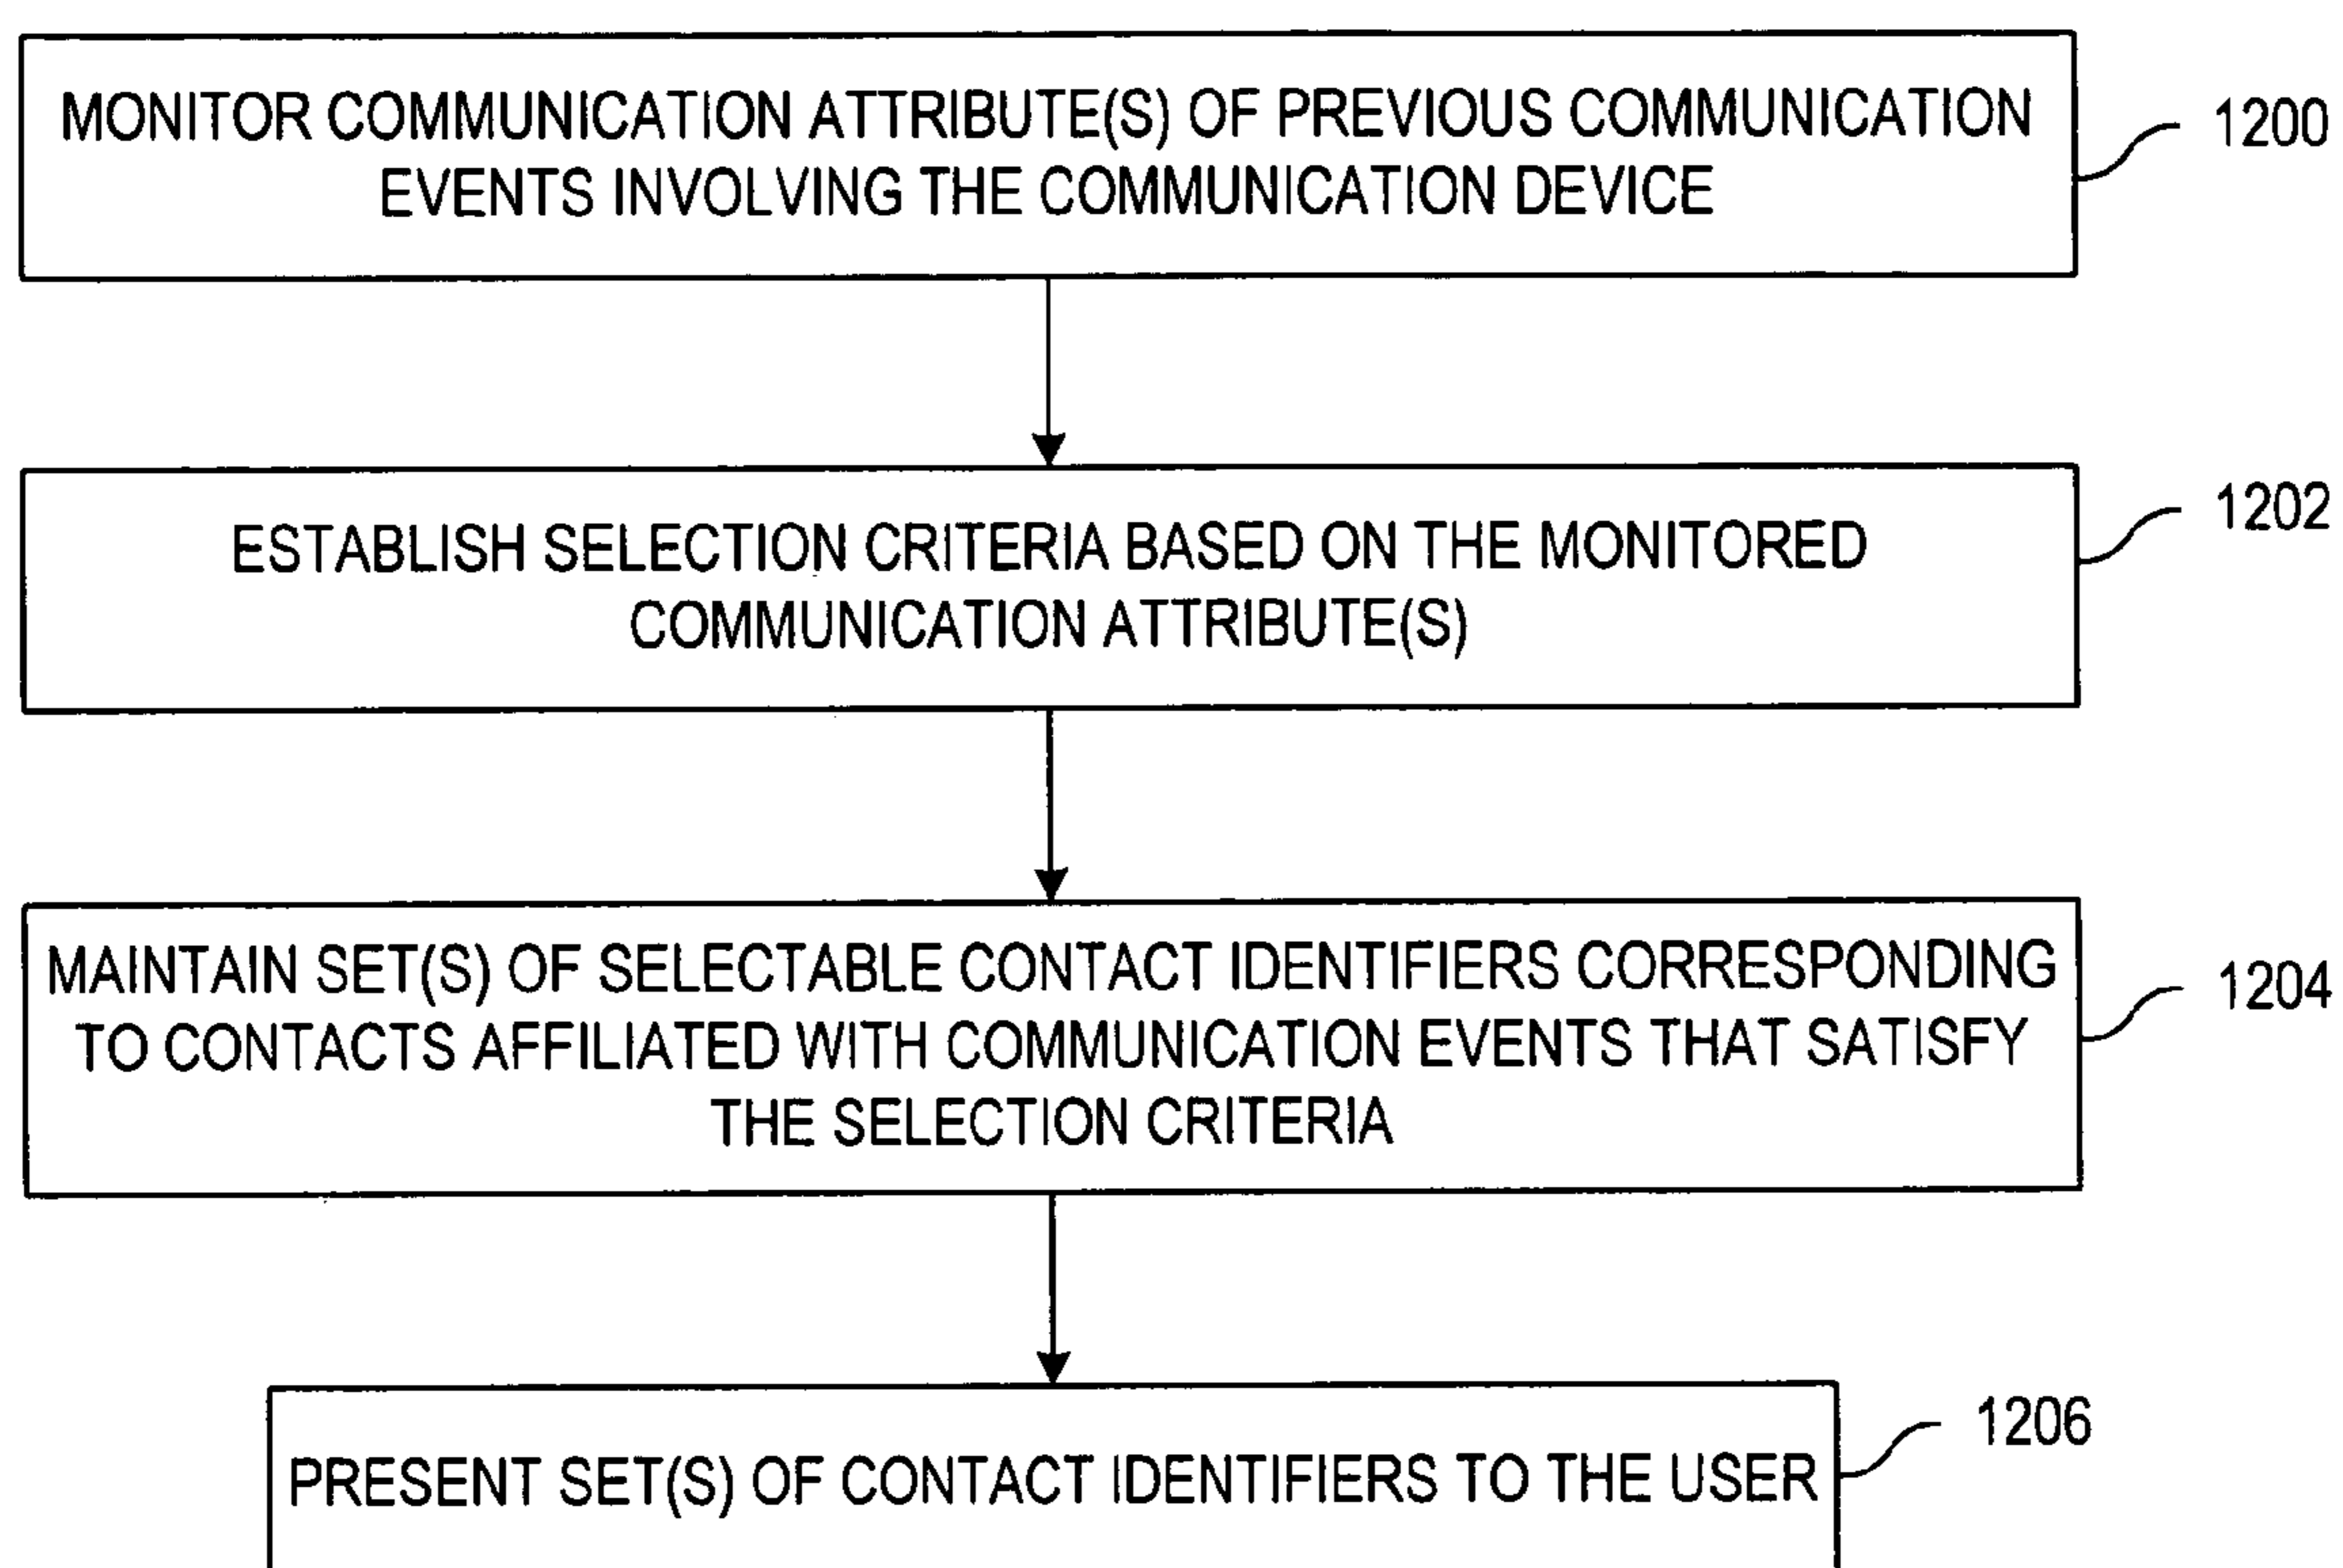 MONITOR COMMUNICATION ATTRIBUTE(S) OF PREVIOUS COMMUNICATION
EVENTS INVOLVING THE COMMUNICATION DEVICE
1200
ESTABLISH SELECTION CRITERIA BASED ON THE MONITORED
COMMUNICATION ATTRIBUTE(S)
1202
MAINTAIN SET(S) OF SELECTABLE CONTACT IDENTIFIERS CORRESPONDING
TO CONTACTS AFFILIATED WITH COMMUNICATION EVENTS THAT SATISFY
THE SELECTION CRITERIA
1204
PRESENT SET(S) OF CONTACT IDENTIFIERS TO THE USER
1206